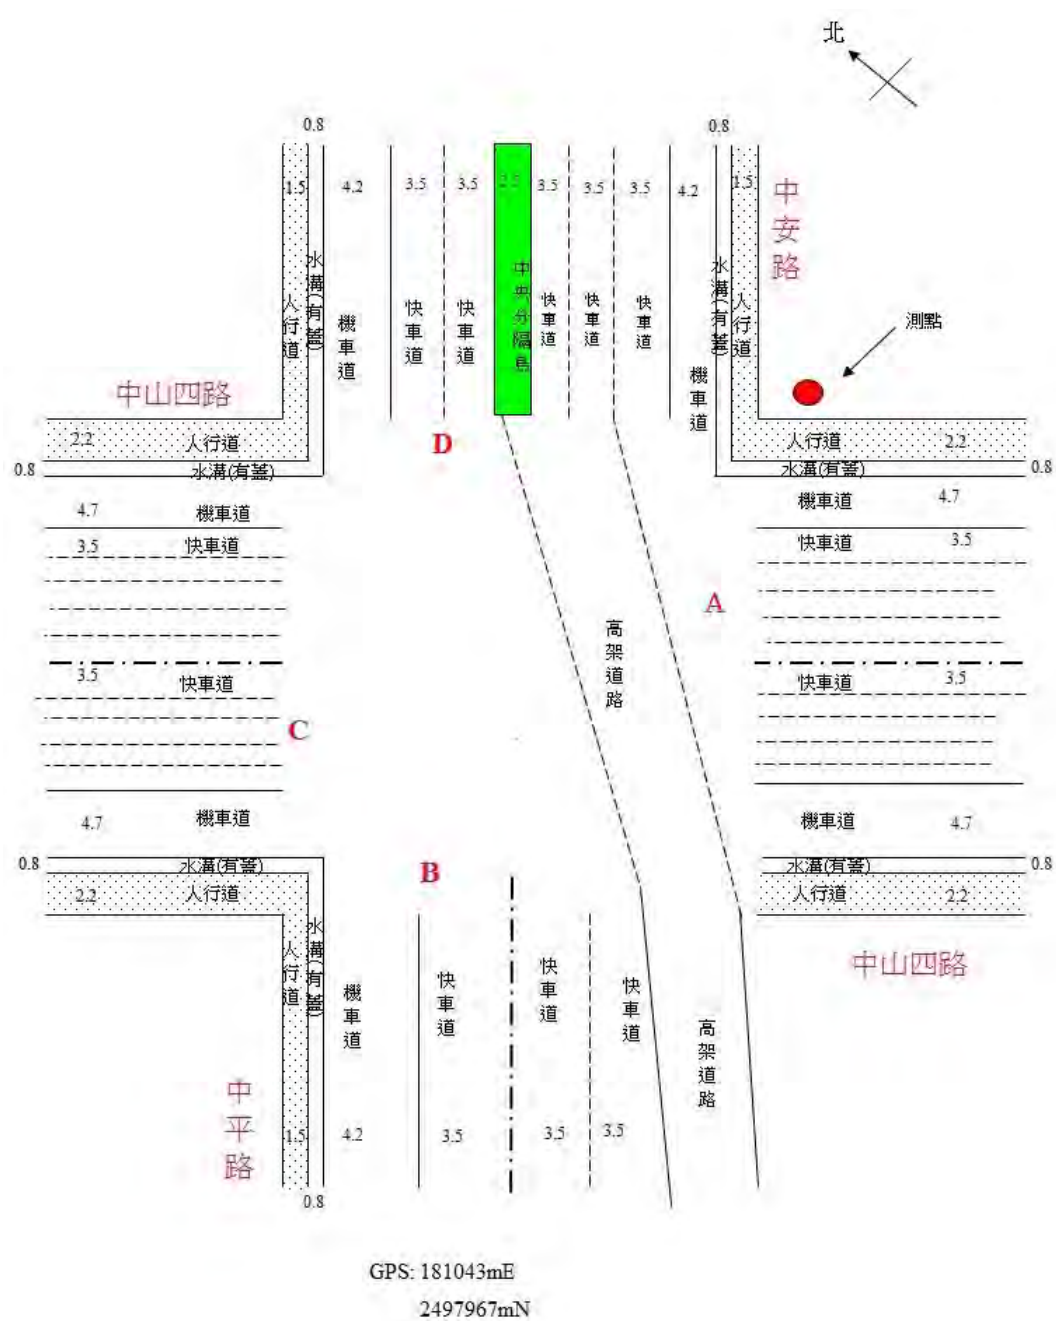 北
0.8
0.8
1.5
4.2
3.5
3.5
2.5
3.5
3.5
3.5
4.2
1.5
中安路
水溝(有蓋)
人行道
機車道
快車道
快車道
中央分隔島
快車道
快車道
快車道
機車道
水溝(有蓋)
人行道
測點
中山四路
2.2
人行道
D
人行道
2.2
0.8
水溝(有蓋)
水溝(有蓋)
0.8
4.7
機車道
機車道
4.7
3.5
快車道
快車道
3.5
A
高架道路
3.5
快車道
快車道
3.5
C
4.7
機車道
機車道
4.7
0.8
水溝(有蓋)
B
水溝(有蓋)
0.8
2.2
人行道
人行道
2.2
中山四路
人行道
水溝(有蓋)
機車道
快車道
快車道
快車道
高架道路
中平路
1.5
4.2
3.5
3.5
3.5
0.8
GPS: 181043mE
2497967mN